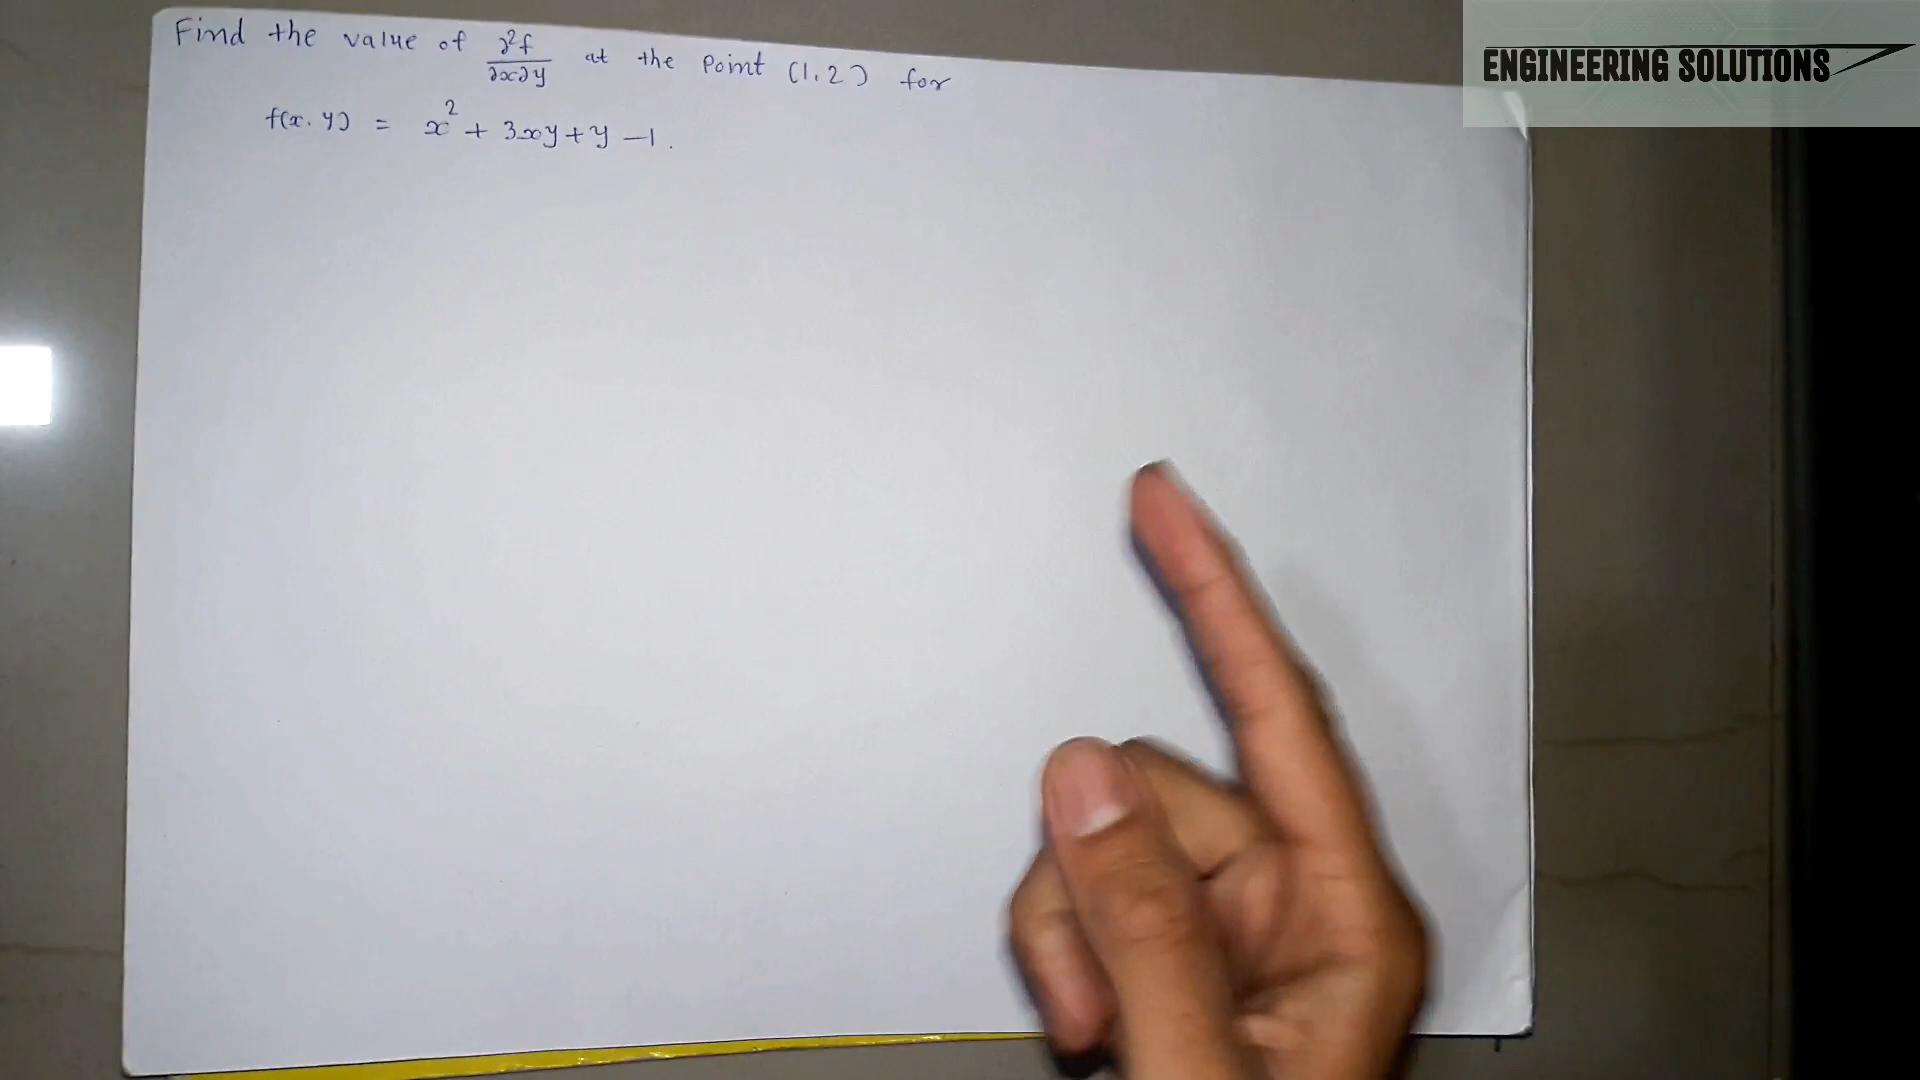 Find the value of ∂²f/∂x∂y at the point (1,2) for
f(x,y) = x² + 3xy + y - 1.
ENGINEERING SOLUTIONS